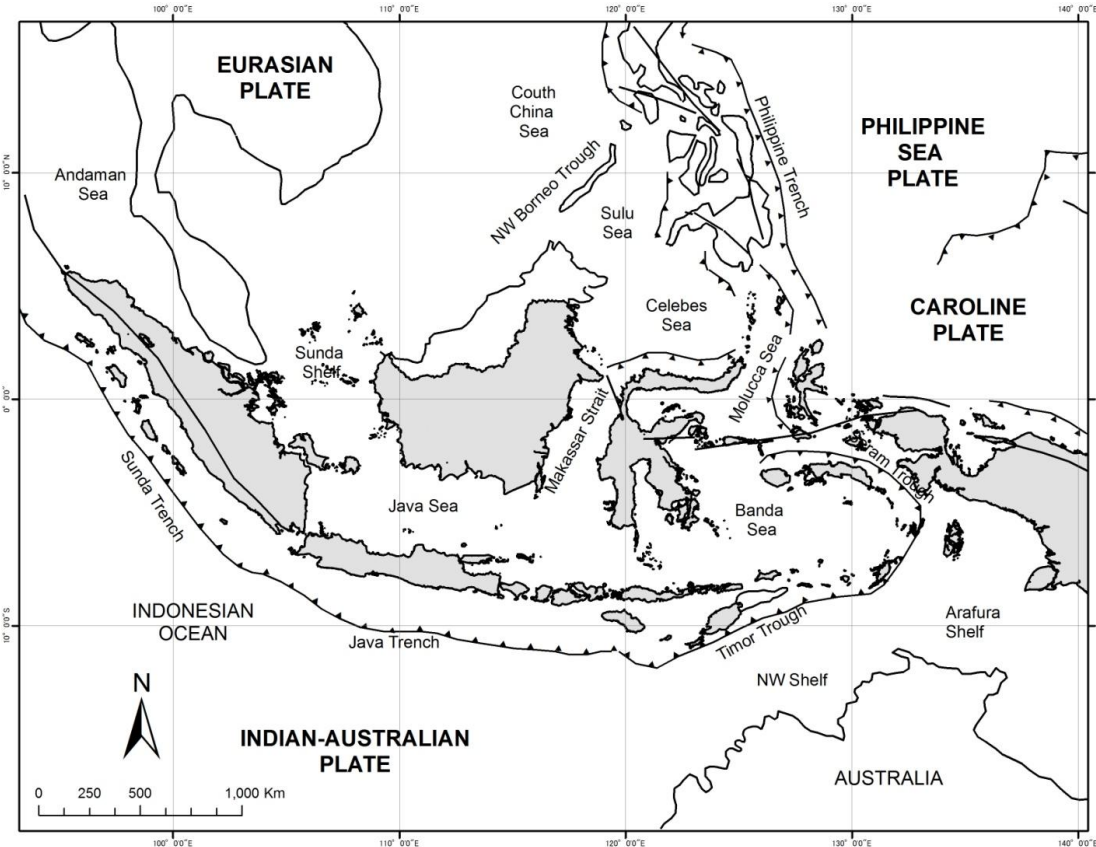 100° 0'0"E
110° 0'0"E
120° 0'0"E
130° 0'0"E
140° 0'0"E
EURASIAN
PLATE
Couth
China
Sea
Philippine Trench
PHILIPPINE
SEA
PLATE
10° 0'0"N
Andaman
Sea
NW Borneo Trough
Sulu
Sea
Celebes
Sea
CAROLINE
PLATE
Sunda
Shelf
Molucca Sea
0° 0'0"
Makassar Strait
Seram Trough
Sunda Trench
Java Sea
Banda
Sea
INDONESIAN
OCEAN
Arafura
Shelf
10° 0'0"S
Java Trench
Timor Trough
NW Shelf
N
INDIAN-AUSTRALIAN
PLATE
AUSTRALIA
0 250 500 1,000 Km
100° 0'0"E
110° 0'0"E
120° 0'0"E
130° 0'0"E
140° 0'0"E